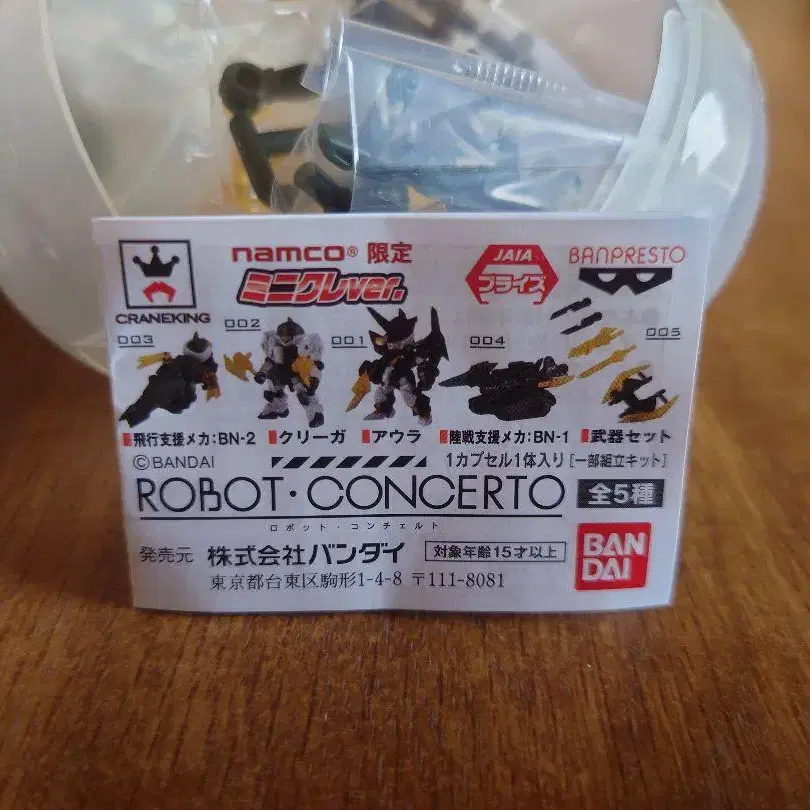 CRANEKING
namco® 限定
ミニクレver.
JAIA
プライズ
BANPRESTO
003
002
001
004
005
飛行支援メカ:BN-2
クリーガ
アウラ
陸戦支援メカ:BN-1
武器セット
©BANDAI
1カプセル1体入り[一部組立キット]
ROBOT・CONCERTO
全5種
ロボット・コンチェルト
発売元 株式会社バンダイ
対象年齢15才以上
東京都台東区駒形1-4-8 〒111-8081
BAN
DAI